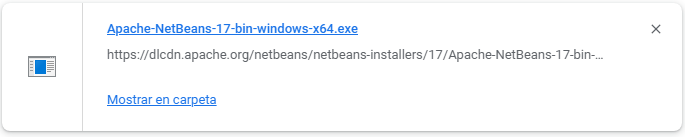 Apache-NetBeans-17-bin-windows-x64.exe
https://dlcdn.apache.org/netbeans/netbeans-installers/17/Apache-NetBeans-17-bin-...
Mostrar en carpeta